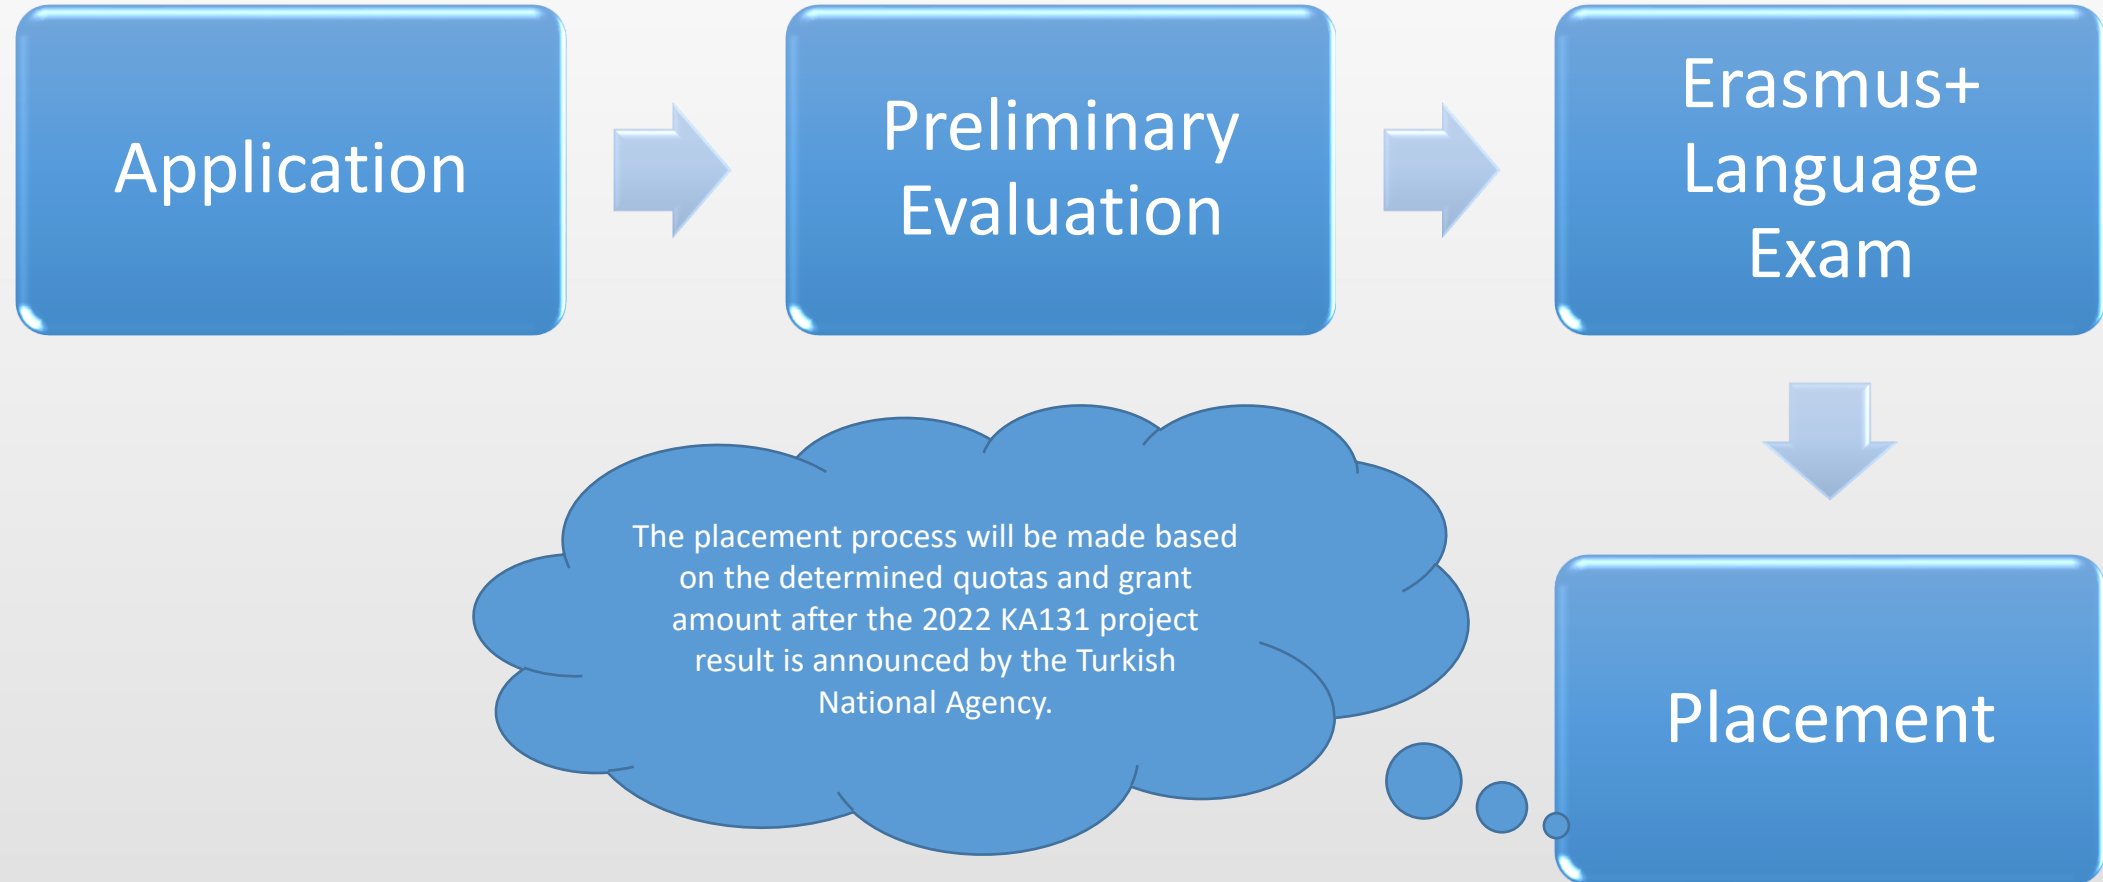 Application
Preliminary
Evaluation
Erasmus+
Language
Exam
The placement process will be made based
on the determined quotas and grant
amount after the 2022 KA131 project
result is announced by the Turkish
National Agency.
Placement